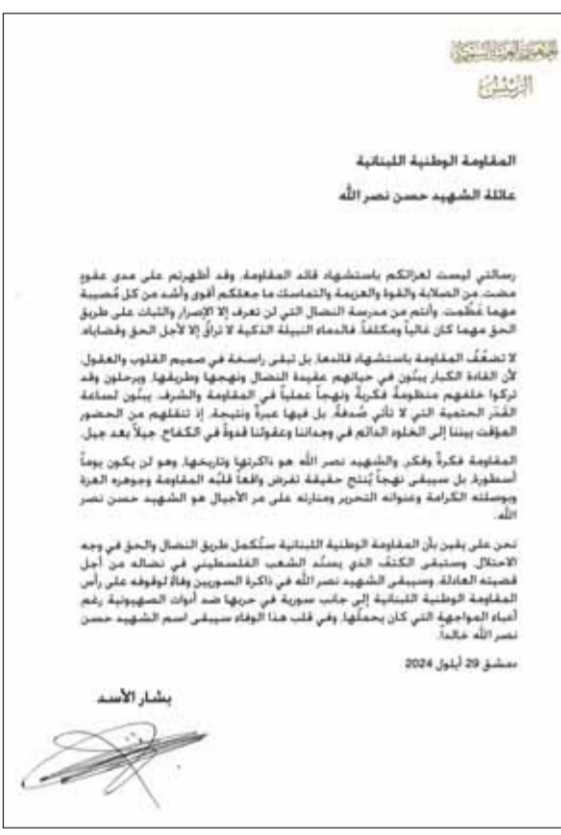 الجمهورية العربية السورية
الرئيس
المقاومة الوطنية اللبنانية
عائلة الشهيد حسن نصر الله
رسالتي ليست لعزائكم باستشهاد قائد المقاومة، وقد أظهرتم على مدى عقودٍ
مضت، من الصلابة والقوة والعزيمة والتماسك ما جعلكم أقوى وأشد من كل مُصيبة
مهما عَظُمت، وأنتم من مدرسة النضال التي لن تعرف إلا الإصرار والثبات على طريق
الحق مهما كان غالياً ومكلفاً. فالدماء النبيلة الذكية لا تراقُ إلا لأجل الحق وقضاياه.
لا تضعُفُ المقاومة باستشهاد قائدها، بل تبقى راسخة في صميم القلوب والعقول،
لأن القادة الكبار يبنُون في حياتهم عقيدة النضال ونهجها وطريقها، ويرحلون وقد
تركوا خلفهم منظومةً فكريةً ونهجاً عملياً في المقاومة والشرف. يبنُون لساعة
القَدَر الحتمية التي لا تأتي صُدفةً، بل فيها عبرةٌ ونتيجة، إذ تنقلهم من الحضور
المؤقت بيننا إلى الخلود الدائم في وجداننا وعقولنا قدوةً في الكفاح، جيلاً بعد جيل.
المقاومة فكرةٌ وفكر، والشهيد نصر الله هو ذاكرتها وتاريخها، وهو لن يكون يوماً
أسطورة، بل سيبقى نهجاً يُنتج حقيقة تفرض واقعاً قلبُه المقاومة وجوهره العزة
وبوصلته الكرامة وعنوانه التحرير ومنارته على مر الأجيال هو الشهيد حسن نصر
الله.
نحن على يقين بأن المقاومة الوطنية اللبنانية ستُكمل طريق النضال والحق في وجه
الاحتلال، وستبقى الكتفَ الذي يسنُد الشعب الفلسطيني في نضاله من أجل
قضيته العادلة، وسيبقى الشهيد نصر الله في ذاكرة السوريين وفاءً لوقوفه على رأس
المقاومة الوطنية اللبنانية إلى جانب سورية في حربها ضد أدوات الصهيونية رغم
أعباء المواجهة التي كان يحملُها، وفي قلب هذا الوفاء سيبقى اسم الشهيد حسن
نصر الله خالداً.
دمشق 29 أيلول 2024
بشار الأسد